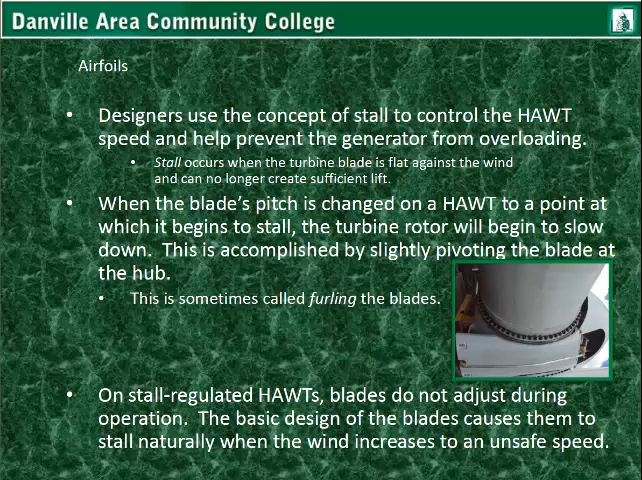 Danville Area Community College
Airfoils
• Designers use the concept of stall to control the HAWT
speed and help prevent the generator from overloading.
• Stall occurs when the turbine blade is flat against the wind
and can no longer create sufficient lift.
• When the blade's pitch is changed on a HAWT to a point at
which it begins to stall, the turbine rotor will begin to slow
down.  This is accomplished by slightly pivoting the blade at
the hub.
• This is sometimes called furling the blades.
• On stall-regulated HAWTs, blades do not adjust during
operation.  The basic design of the blades causes them to
stall naturally when the wind increases to an unsafe speed.